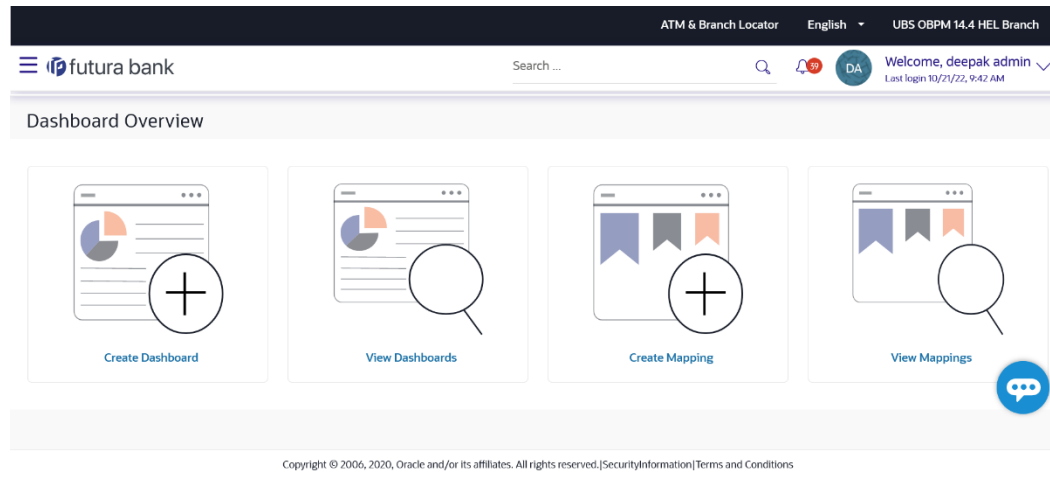 ATM & Branch Locator English UBS OBPM 14.4 HEL Branch
futura bank Search ... 39 DA Welcome, deepak admin
Last login 10/21/22, 9:42 AM
Dashboard Overview
Create Dashboard View Dashboards Create Mapping View Mappings
Copyright © 2006, 2020, Oracle and/or its affiliates. All rights reserved.|SecurityInformation|Terms and Conditions